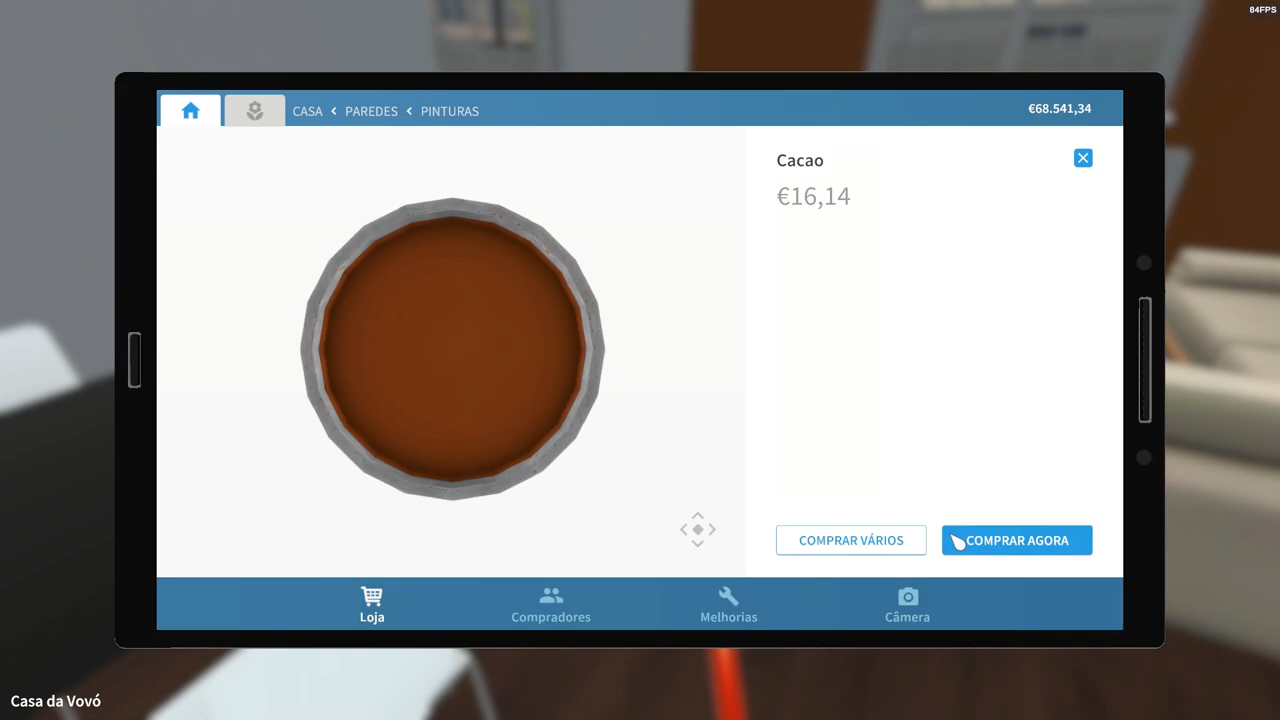 84FPS
CASA < PAREDES < PINTURAS
€68.541,34
Cacao
€16,14
COMPRAR VÁRIOS
COMPRAR AGORA
Loja
Compradores
Melhorias
Câmera
Casa da Vovó